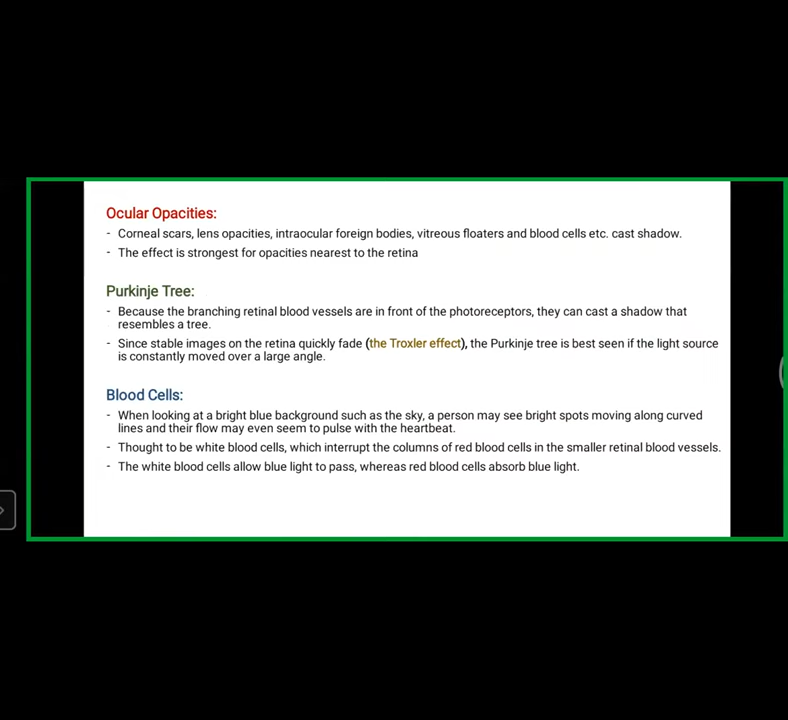 Ocular Opacities:
- Corneal scars, lens opacities, intraocular foreign bodies, vitreous floaters and blood cells etc. cast shadow.
- The effect is strongest for opacities nearest to the retina
Purkinje Tree:
- Because the branching retinal blood vessels are in front of the photoreceptors, they can cast a shadow that
resembles a tree.
- Since stable images on the retina quickly fade (the Troxler effect), the Purkinje tree is best seen if the light source
is constantly moved over a large angle.
Blood Cells:
- When looking at a bright blue background such as the sky, a person may see bright spots moving along curved
lines and their flow may even seem to pulse with the heartbeat.
- Thought to be white blood cells, which interrupt the columns of red blood cells in the smaller retinal blood vessels.
- The white blood cells allow blue light to pass, whereas red blood cells absorb blue light.